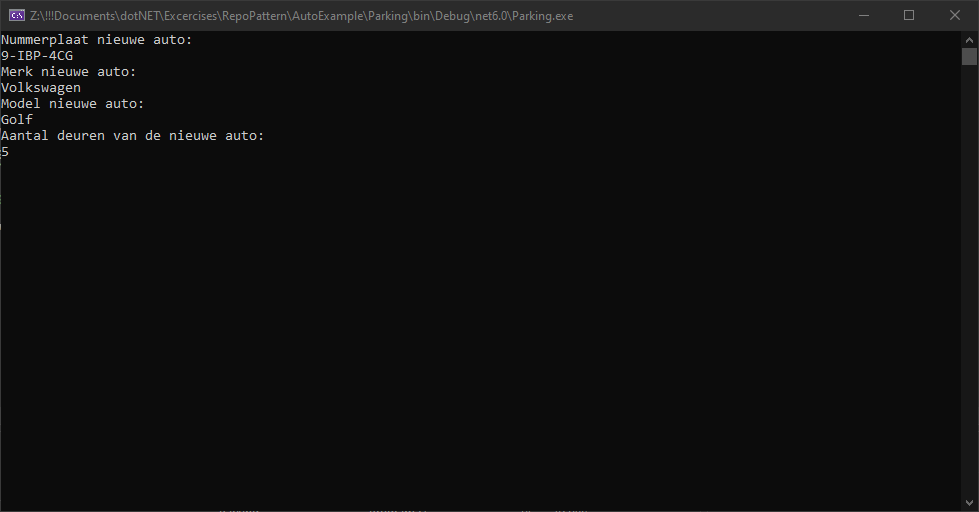 Z:\!!!Documents\dotNET\Excercises\RepoPattern\AutoExample\Parking\bin\Debug\net6.0\Parking.exe
Nummerplaat nieuwe auto:
9-IBP-4CG
Merk nieuwe auto:
Volkswagen
Model nieuwe auto:
Golf
Aantal deuren van de nieuwe auto:
5